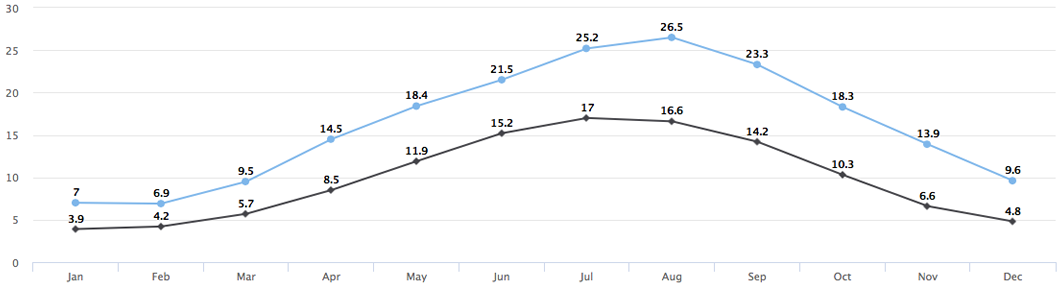 30
25
20
15
10
5
0
7 6.9 9.5 14.5 18.4 21.5 25.2 26.5 23.3 18.3 13.9 9.6
3.9 4.2 5.7 8.5 11.9 15.2 17 16.6 14.2 10.3 6.6 4.8
Jan Feb Mar Apr May Jun Jul Aug Sep Oct Nov Dec